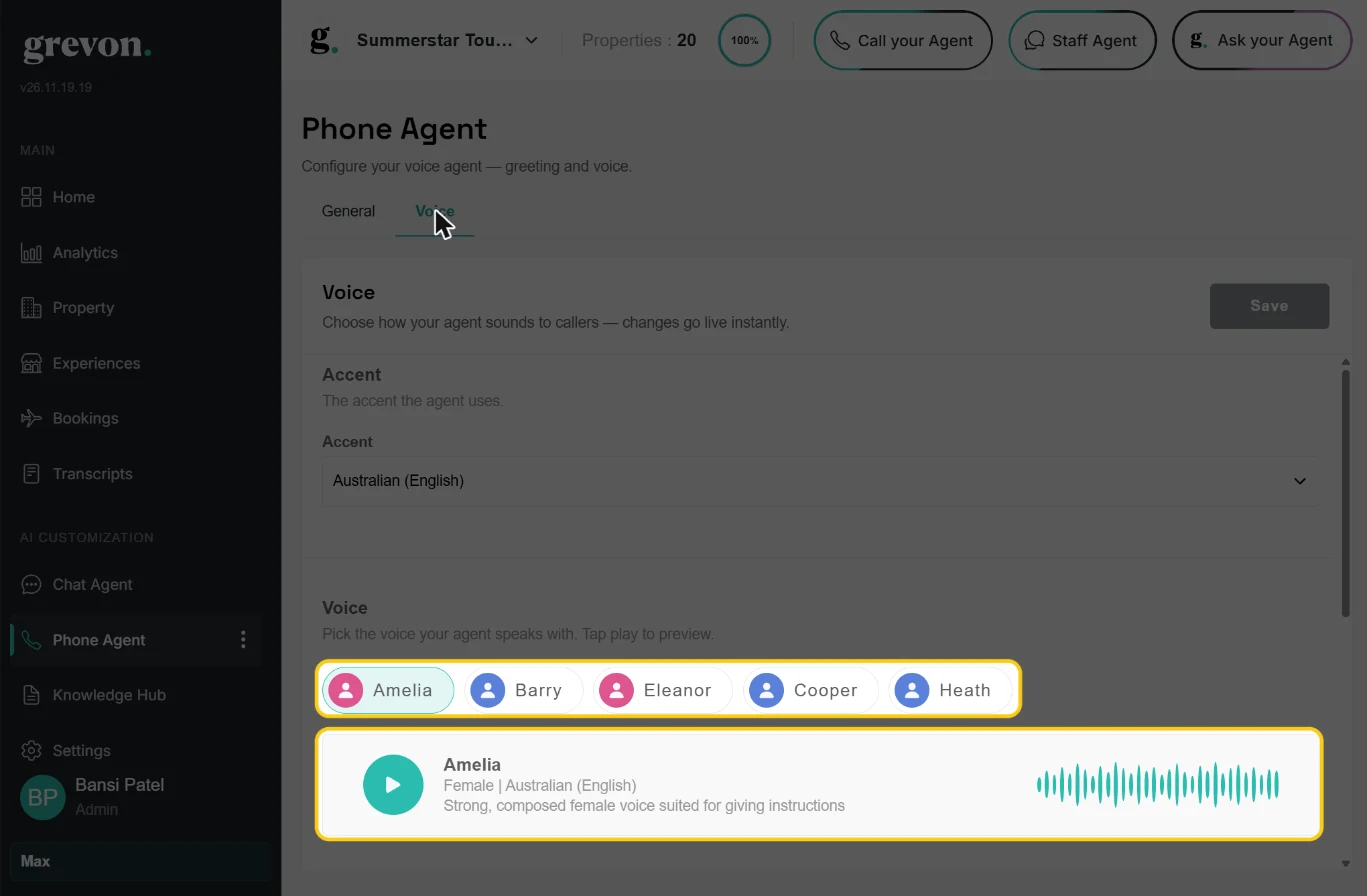 grevon.
v26.11.19.19
MAIN
Home
Analytics
Property
Experiences
Bookings
Transcripts
AI CUSTOMIZATION
Chat Agent
Phone Agent
Knowledge Hub
Settings
BP
Bansi Patel
Admin
Max
g.
Summerstar Tou...
Properties : 20
100%
Call your Agent
Staff Agent
g. Ask your Agent
Phone Agent
Configure your voice agent — greeting and voice.
General
Voice
Voice
Choose how your agent sounds to callers — changes go live instantly.
Save
Accent
The accent the agent uses.
Accent
Australian (English)
Voice
Pick the voice your agent speaks with. Tap play to preview.
Amelia
Barry
Eleanor
Cooper
Heath
Amelia
Female | Australian (English)
Strong, composed female voice suited for giving instructions